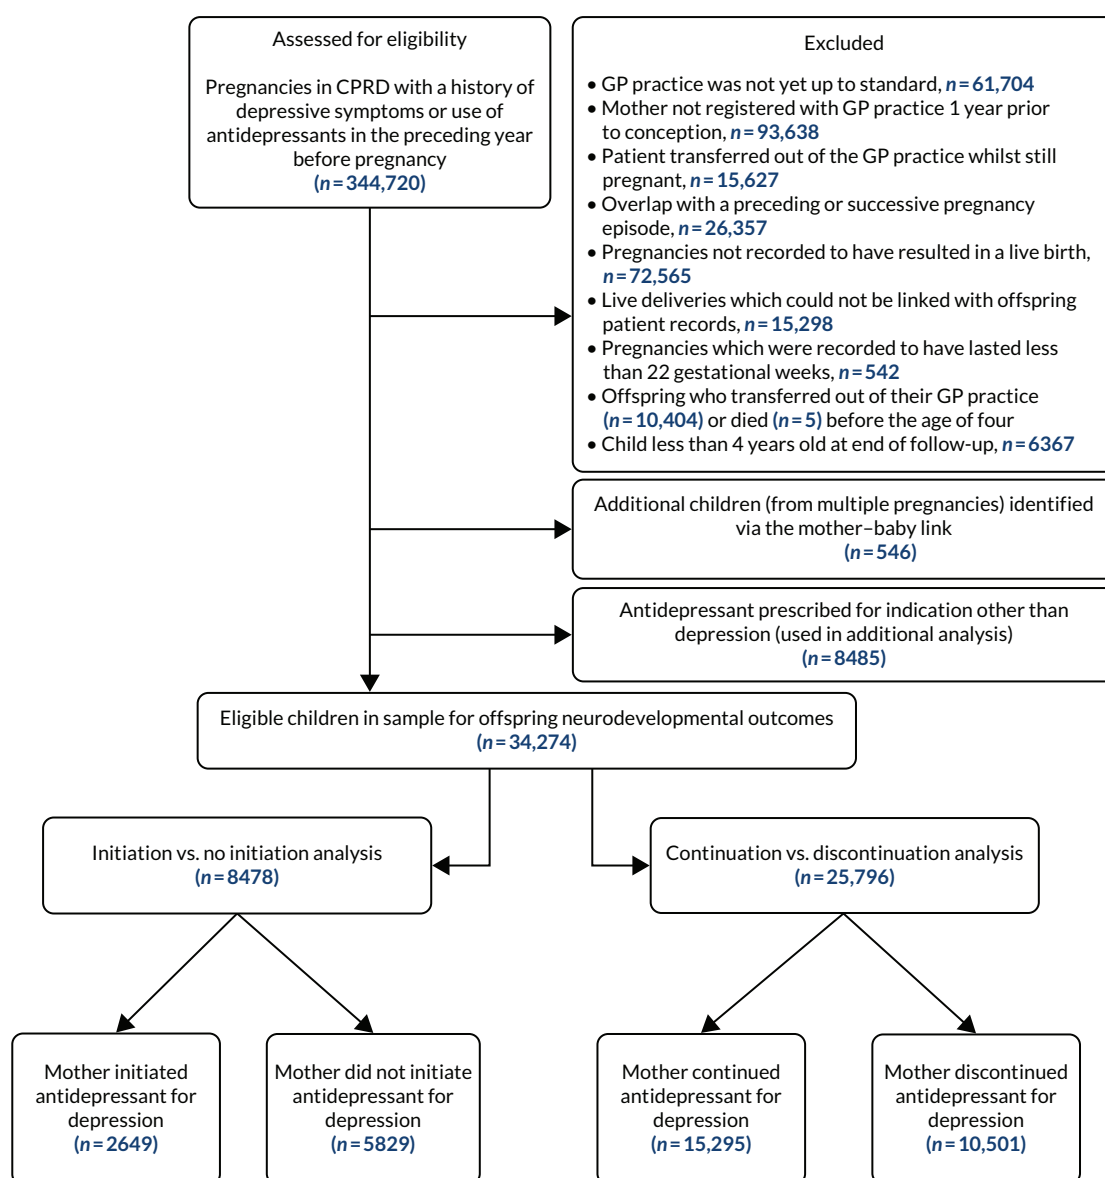 Assessed for eligibility
Pregnancies in CPRD with a history of
depressive symptoms or use of
antidepressants in the preceding year
before pregnancy
(n = 344,720)
Excluded
• GP practice was not yet up to standard, n = 61,704
• Mother not registered with GP practice 1 year prior
to conception, n = 93,638
• Patient transferred out of the GP practice whilst still
pregnant, n = 15,627
• Overlap with a preceding or successive pregnancy
episode, n = 26,357
• Pregnancies not recorded to have resulted in a live birth,
n = 72,565
• Live deliveries which could not be linked with offspring
patient records, n = 15,298
• Pregnancies which were recorded to have lasted less
than 22 gestational weeks, n = 542
• Offspring who transferred out of their GP practice
(n = 10,404) or died (n = 5) before the age of four
• Child less than 4 years old at end of follow-up, n = 6367
Additional children (from multiple pregnancies) identified
via the mother–baby link
(n = 546)
Antidepressant prescribed for indication other than
depression (used in additional analysis)
(n = 8485)
Eligible children in sample for offspring neurodevelopmental outcomes
(n = 34,274)
Initiation vs. no initiation analysis
(n = 8478)
Continuation vs. discontinuation analysis
(n = 25,796)
Mother initiated
antidepressant for
depression
(n = 2649)
Mother did not initiate
antidepressant for
depression
(n = 5829)
Mother continued
antidepressant for
depression
(n = 15,295)
Mother discontinued
antidepressant for
depression
(n = 10,501)